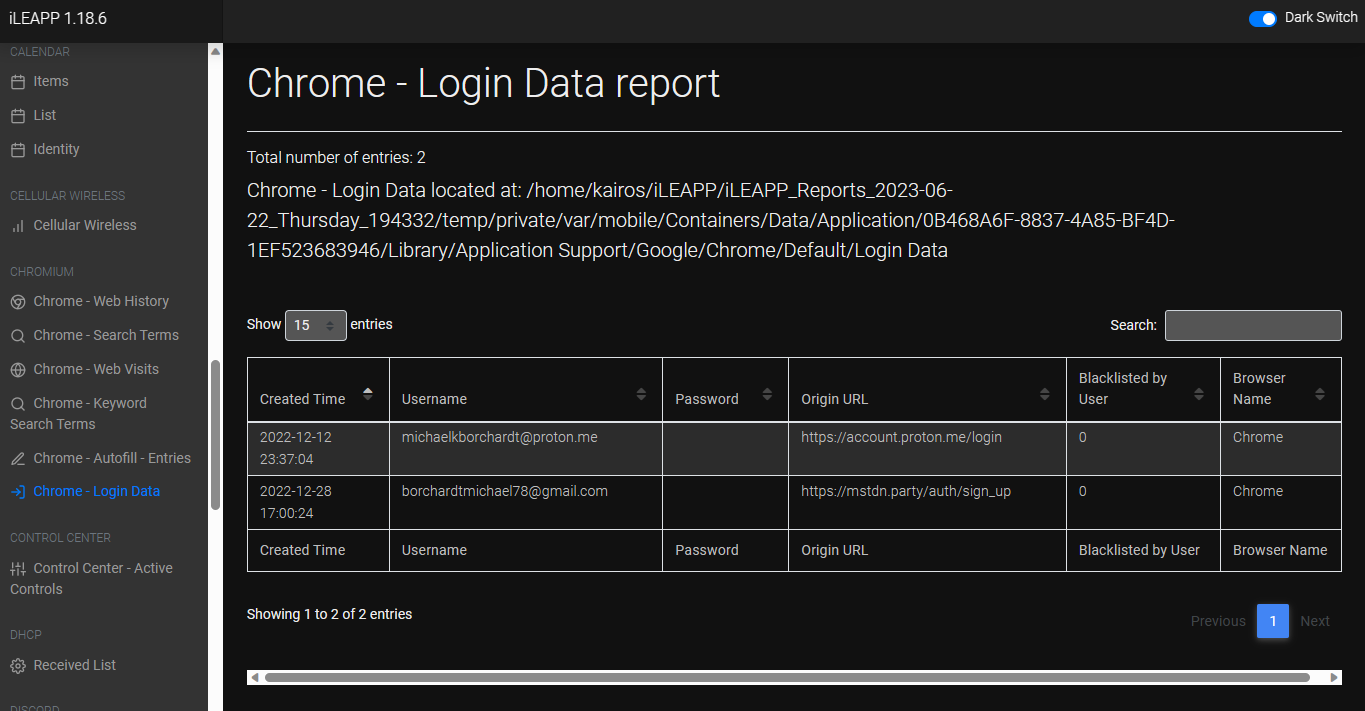 iLEAPP 1.18.6
Dark Switch
CALENDAR
Items
List
Identity
CELLULAR WIRELESS
Cellular Wireless
CHROMIUM
Chrome - Web History
Chrome - Search Terms
Chrome - Web Visits
Chrome - Keyword
Search Terms
Chrome - Autofill - Entries
Chrome - Login Data
CONTROL CENTER
Control Center - Active
Controls
DHCP
Received List
DISCORD
Chrome - Login Data report
Total number of entries: 2
Chrome - Login Data located at: /home/kairos/iLEAPP/iLEAPP_Reports_2023-06-
22_Thursday_194332/temp/private/var/mobile/Containers/Data/Application/0B468A6F-8837-4A85-BF4D-
1EF523683946/Library/Application Support/Google/Chrome/Default/Login Data
Show 15 entries Search:
Created Time Username Password Origin URL Blacklisted by User Browser Name
2022-12-12 23:37:04 michaelkborchardt@proton.me https://account.proton.me/login 0 Chrome
2022-12-28 17:00:24 borchardtmichael78@gmail.com https://mstdn.party/auth/sign_up 0 Chrome
Created Time Username Password Origin URL Blacklisted by User Browser Name
Showing 1 to 2 of 2 entries
Previous 1 Next